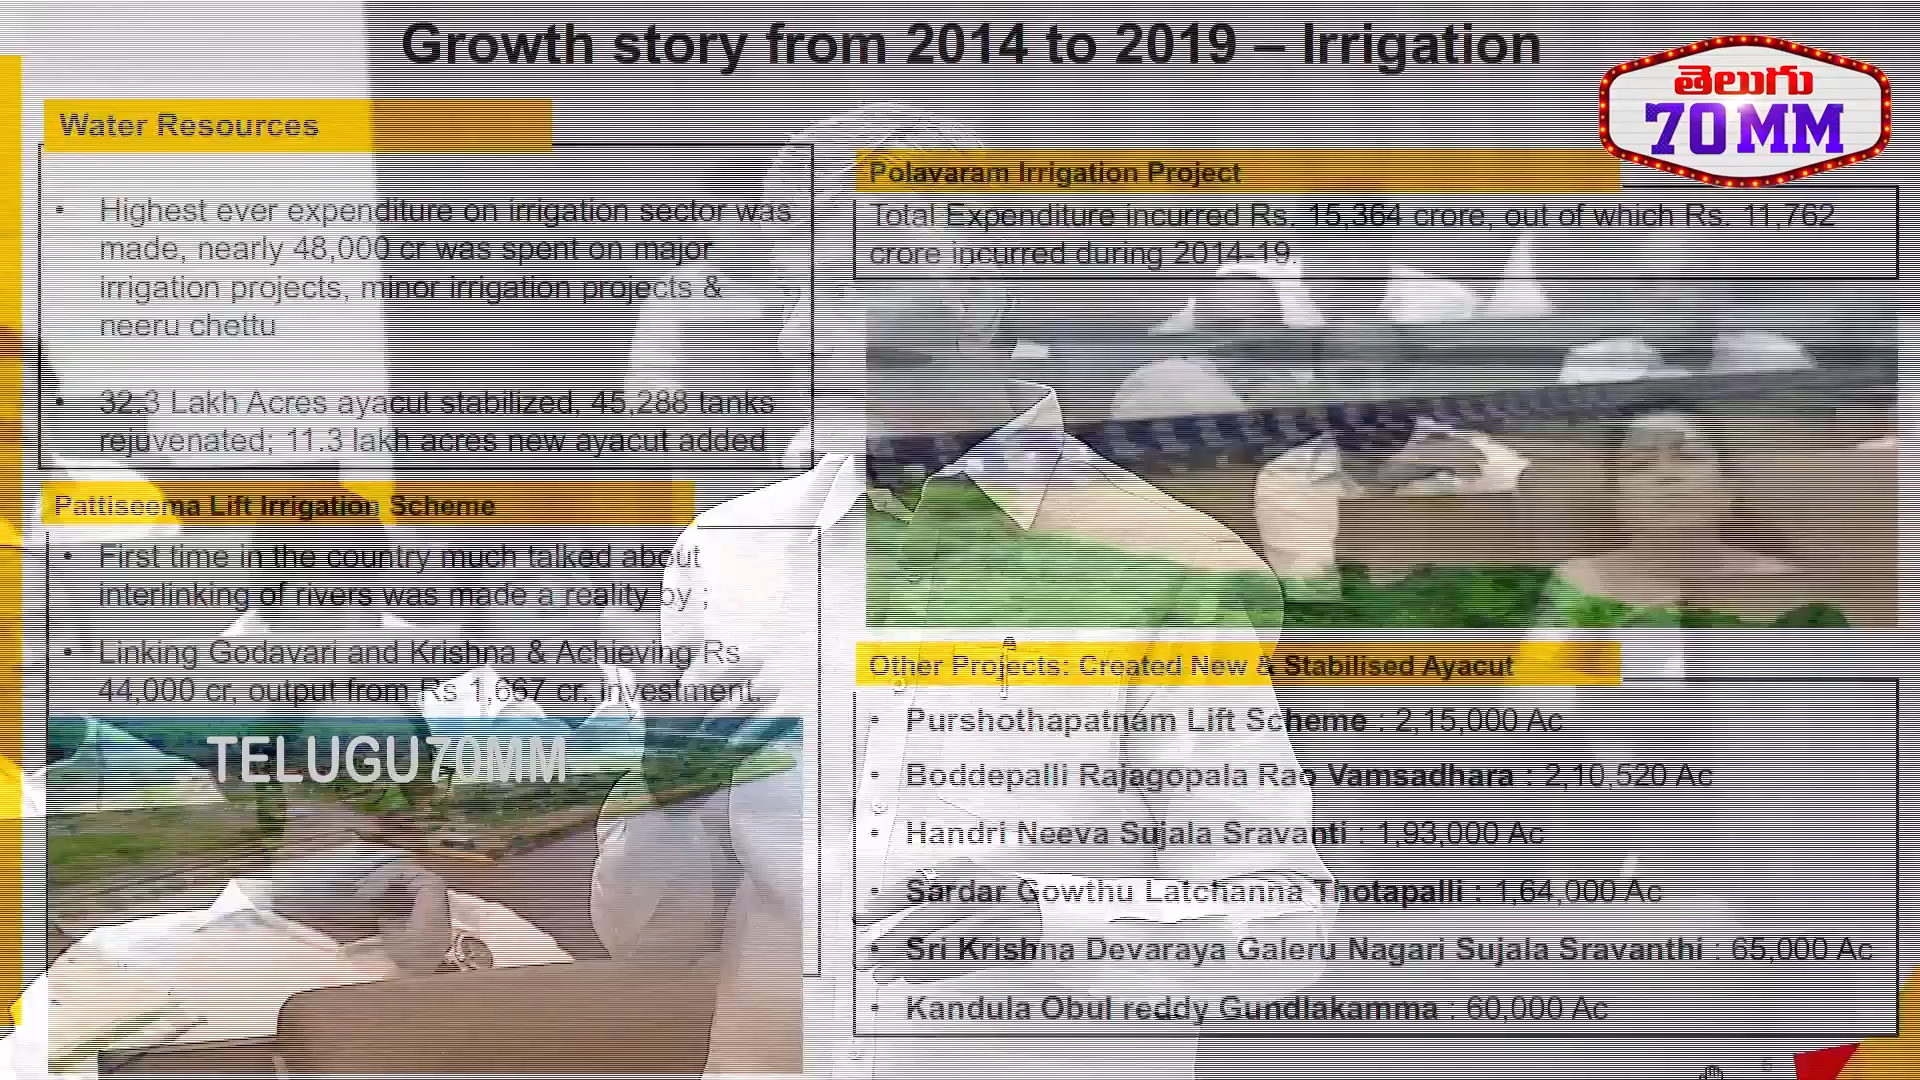 Growth story from 2014 to 2019 – Irrigation
తెలుగు
70MM
Water Resources
• Highest ever expenditure on irrigation sector was
made, nearly 48,000 cr was spent on major
irrigation projects, minor irrigation projects &
neeru chettu
• 32.3 Lakh Acres ayacut stabilized, 45,288 tanks
rejuvenated; 11.3 lakh acres new ayacut added
Pattiseema Lift Irrigation Scheme
• First time in the country much talked about
interlinking of rivers was made a reality by ;
• Linking Godavari and Krishna & Achieving Rs
44,000 cr, output from Rs 1,667 cr. investment.
TELUGU70MM
Polavaram Irrigation Project
Total Expenditure incurred Rs. 15,364 crore, out of which Rs. 11,762
crore incurred during 2014-19.
Other Projects: Created New & Stabilised Ayacut
• Purshothapatnam Lift Scheme : 2,15,000 Ac
• Boddepalli Rajagopala Rao Vamsadhara : 2,10,520 Ac
• Handri Neeva Sujala Sravanti : 1,93,000 Ac
• Sardar Gowthu Latchanna Thotapalli : 1,64,000 Ac
• Sri Krishna Devaraya Galeru Nagari Sujala Sravanthi : 65,000 Ac
• Kandula Obul reddy Gundlakamma : 60,000 Ac